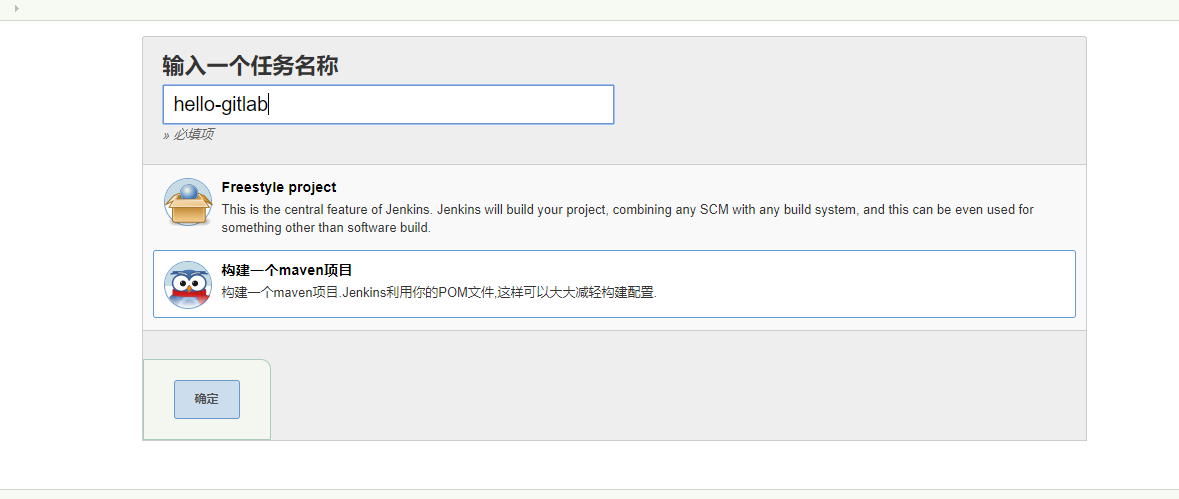 输入一个任务名称
hello-gitlab
» 必填项
Freestyle project
This is the central feature of Jenkins. Jenkins will build your project, combining any SCM with any build system, and this can be even used for
something other than software build.
构建一个maven项目
构建一个maven项目.Jenkins利用你的POM文件,这样可以大大减轻构建配置.
确定